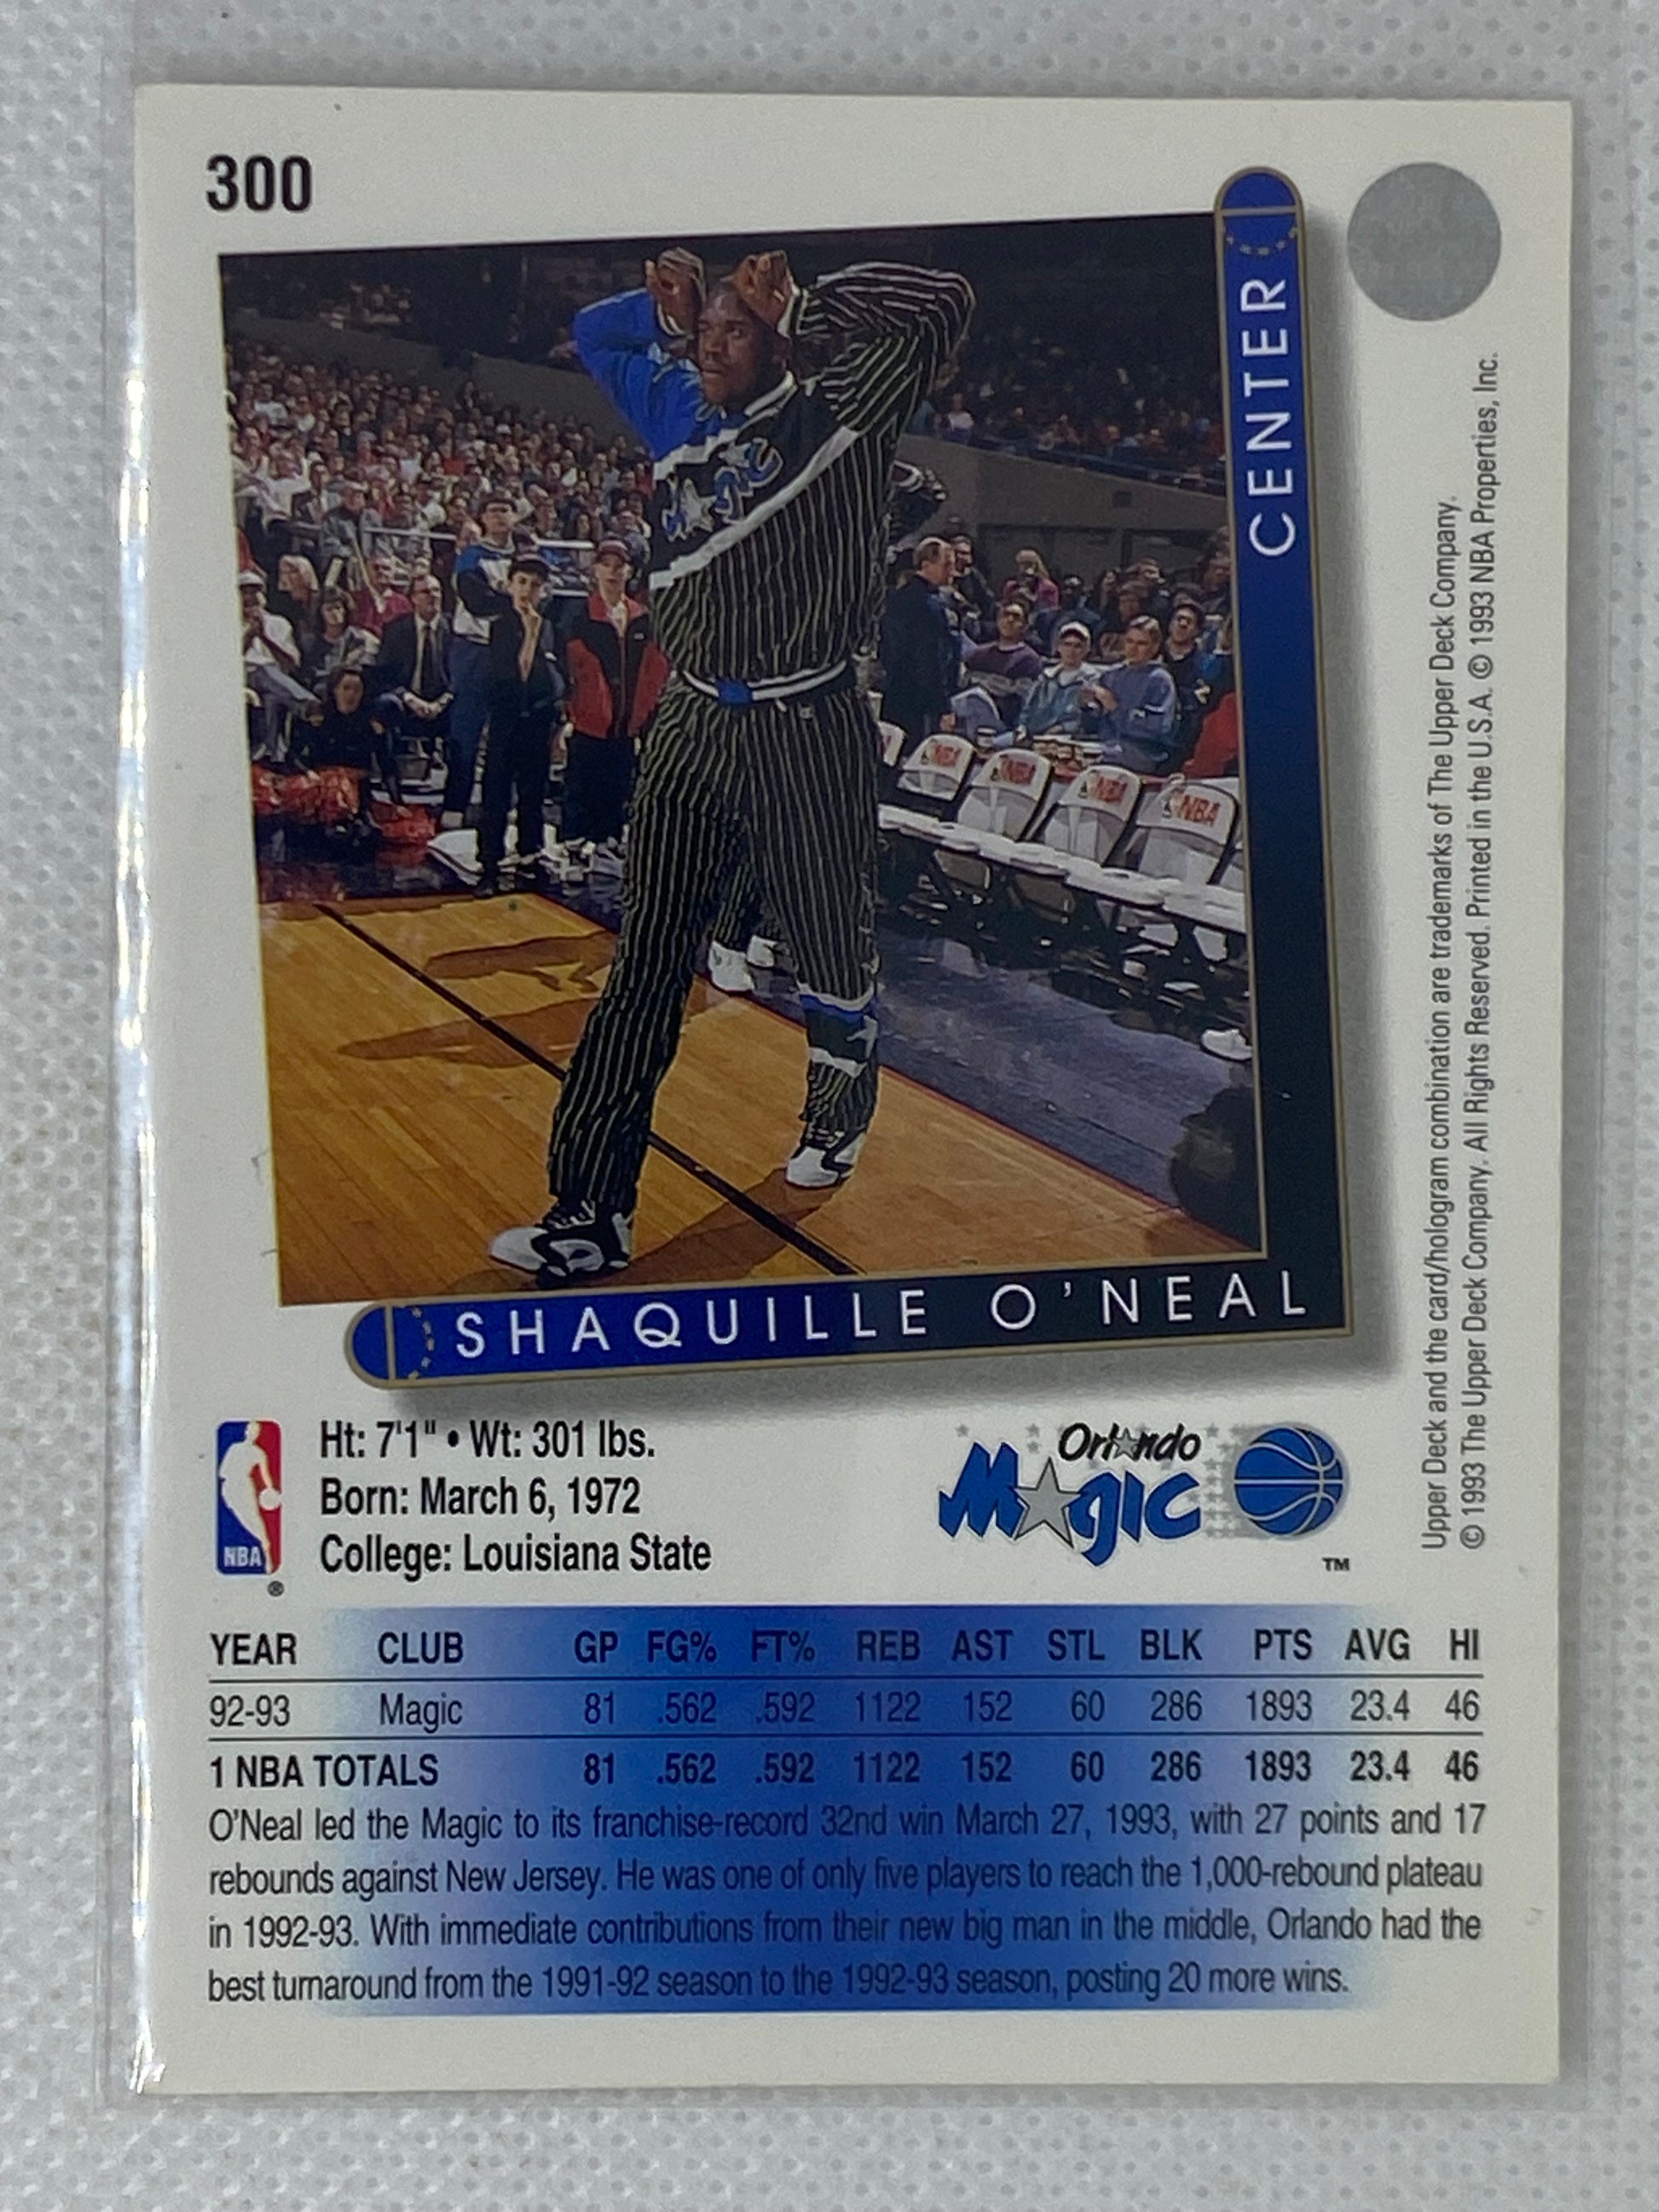 300
CENTER
Magic
NBA
NBA
NBA
NBA
SHAQUILLE O'NEAL
Upper Deck and the card/hologram combination are trademarks of The Upper Deck Company.
© 1993 The Upper Deck Company. All Rights Reserved. Printed in the U.S.A. © 1993 NBA Properties, Inc.
NBA
®
Ht: 7'1" • Wt: 301 lbs.
Born: March 6, 1972
College: Louisiana State
Orlando
Magic
TM
YEAR CLUB GP FG% FT% REB AST STL BLK PTS AVG HI
92-93 Magic 81 .562 .592 1122 152 60 286 1893 23.4 46
1 NBA TOTALS 81 .562 .592 1122 152 60 286 1893 23.4 46
O'Neal led the Magic to its franchise-record 32nd win March 27, 1993, with 27 points and 17
rebounds against New Jersey. He was one of only five players to reach the 1,000-rebound plateau
in 1992-93. With immediate contributions from their new big man in the middle, Orlando had the
best turnaround from the 1991-92 season to the 1992-93 season, posting 20 more wins.